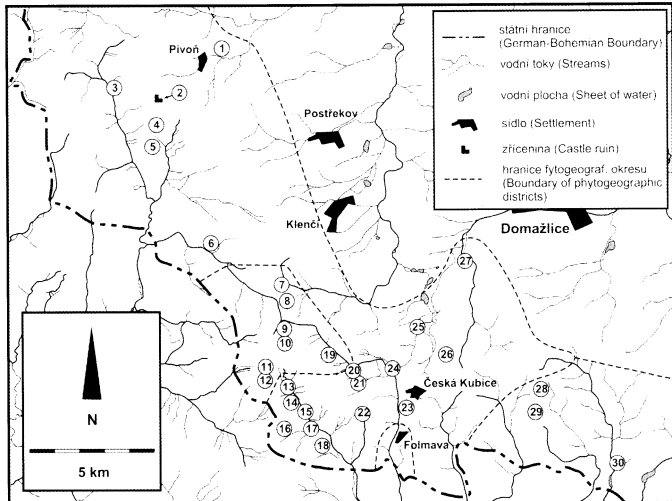 Pivoň
1
2
3
4
5
Postřekov
Klenčí
Domažlice
6
7
8
9
10
11
12
13
14
15
16
17
18
19
20
21
22
23
24
25
26
27
28
29
30
Česká Kubice
Folmava
státní hranice
(German-Bohemian Boundary)
vodní toky (Streams)
vodní plocha (Sheet of water)
sídlo (Settlement)
zřícenina (Castle ruin)
hranice fytogeograf. okresu
(Boundary of phytogeographic
districts)
N
5 km